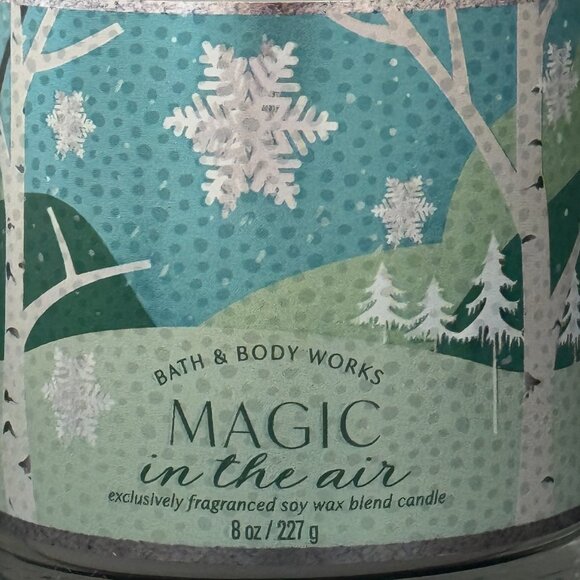 BATH & BODY WORKS
MAGIC
in the air
exclusively fragranced soy wax blend candle
8 oz / 227 g